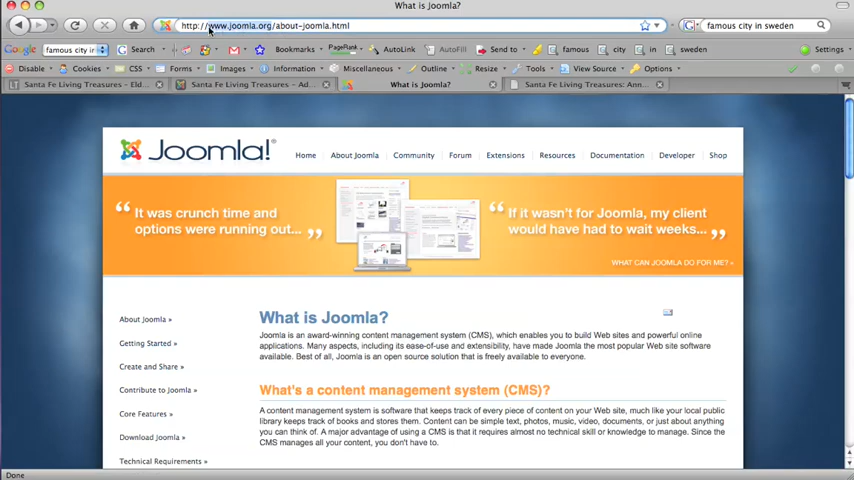 What is Joomla?
http://www.joomla.org/about-joomla.html
famous city in sweden
Google famous city in Search PageRank Bookmarks AutoLink AutoFill Send to famous city in sweden Settings
Disable CSS Forms Images Information Miscellaneous Outline Resize Tools View Source Options
Santa Fe Living Treasures – Eld... Santa Fe Living Treasures – Ad... What is Joomla? Santa Fe Living Treasures: Ann...
Joomla!®
Home About Joomla Community Forum Extensions Resources Documentation Developer Shop
“ It was crunch time and
options were running out... ”
“ If it wasn't for Joomla, my client
would have had to wait weeks... ”
WHAT CAN JOOMLA DO FOR ME? »
About Joomla »
Getting Started »
Create and Share »
Contribute to Joomla »
Core Features »
Download Joomla »
Technical Requirements »
What is Joomla?
Joomla is an award-winning content management system (CMS), which enables you to build Web sites and powerful online
applications. Many aspects, including its ease-of-use and extensibility, have made Joomla the most popular Web site software
available. Best of all, Joomla is an open source solution that is freely available to everyone.
What's a content management system (CMS)?
A content management system is software that keeps track of every piece of content on your Web site, much like your local public
library keeps track of books and stores them. Content can be simple text, photos, music, video, documents, or just about anything
you can think of. A major advantage of using a CMS is that it requires almost no technical skill or knowledge to manage. Since the
CMS manages all your content, you don't have to.
Done